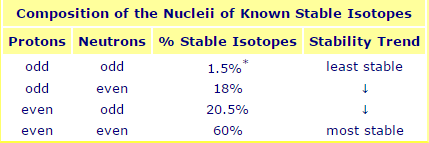 Composition of the Nucleii of Known Stable Isotopes
Protons Neutrons % Stable Isotopes Stability Trend
odd odd 1.5%* least stable
odd even 18% ↓
even odd 20.5% ↓
even even 60% most stable